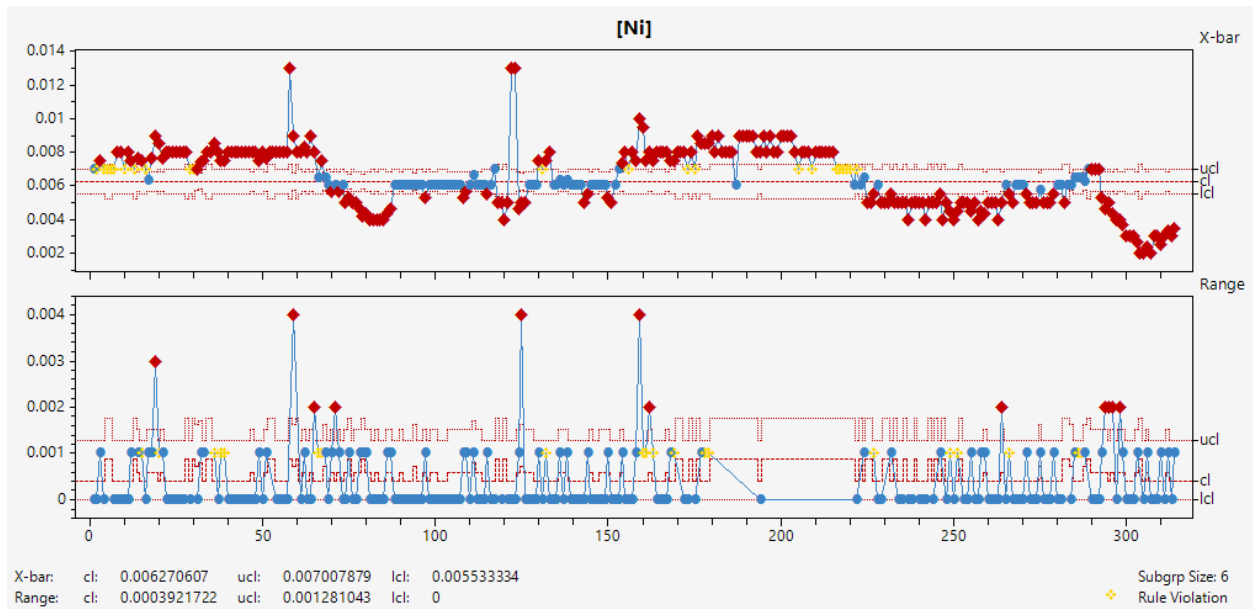 [Ni]
X-bar
0.014
0.012
0.01
0.008
0.006
0.004
0.002
ucl
cl
lcl
Range
0.004
0.003
0.002
0.001
0
ucl
cl
lcl
0 50 100 150 200 250 300
X-bar: cl: 0.006270607 ucl: 0.007007879 lcl: 0.005533334 Subgrp Size: 6
Range: cl: 0.0003921722 ucl: 0.001281043 lcl: 0 Rule Violation